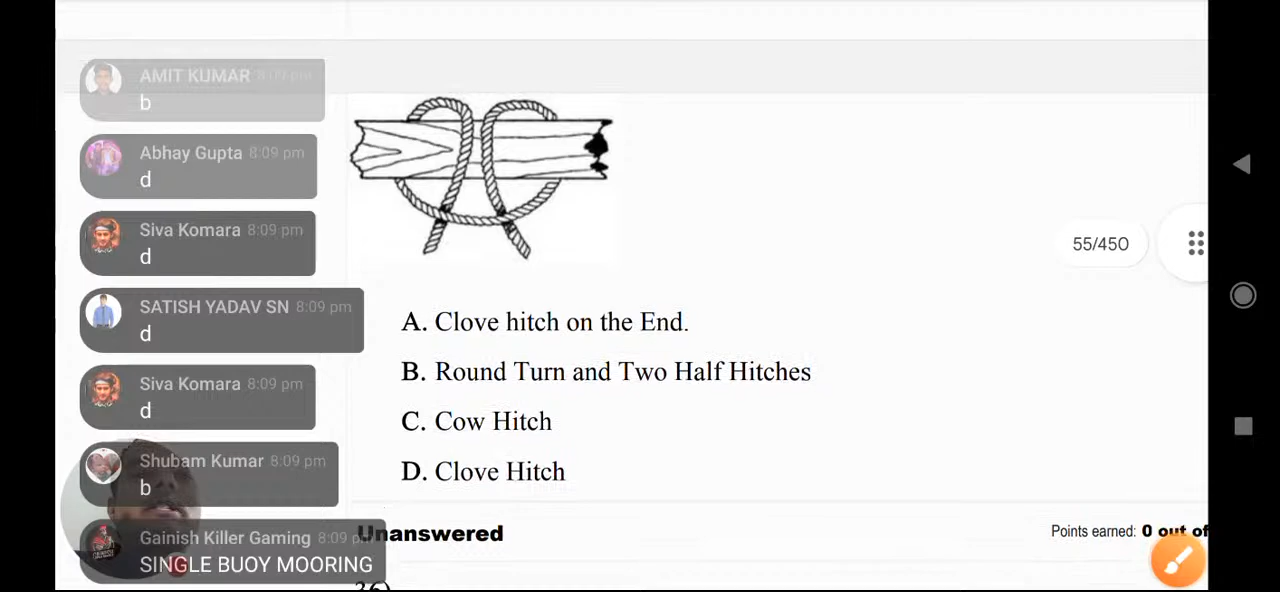 AMIT KUMAR 8:09 pm
b
Abhay Gupta 8:09 pm
d
Siva Komara 8:09 pm
d
SATISH YADAV SN 8:09 pm
d
Siva Komara 8:09 pm
d
Shubam Kumar 8:09 pm
b
Gainish Killer Gaming 8:09 pm
SINGLE BUOY MOORING
55/450
A. Clove hitch on the End.
B. Round Turn and Two Half Hitches
C. Cow Hitch
D. Clove Hitch
Unanswered
Points earned: 0 out of
36)